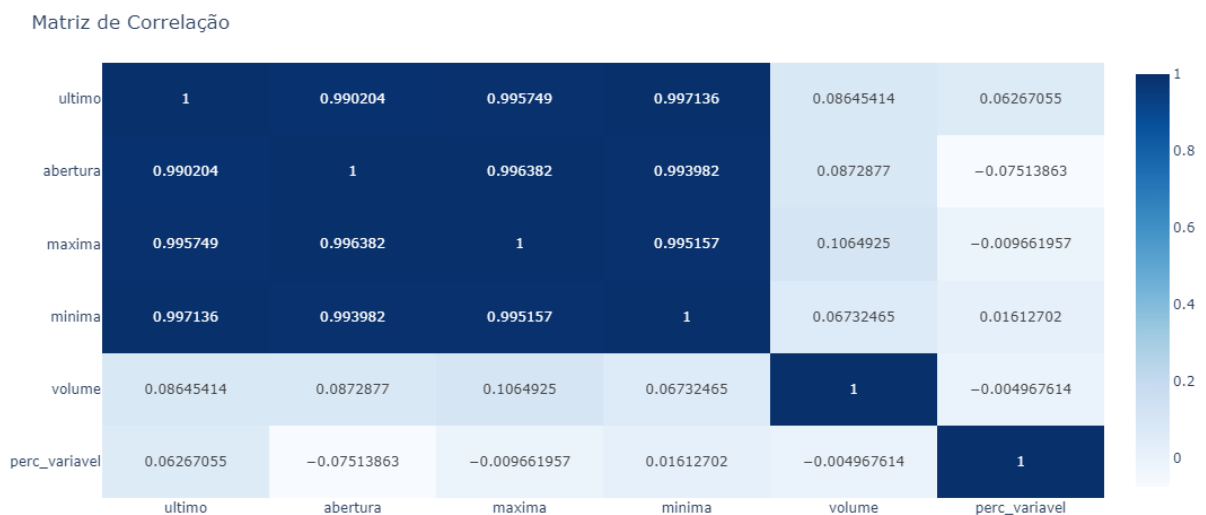 Matriz de Correlação
ultimo 1 0.990204 0.995749 0.997136 0.08645414 0.06267055
abertura 0.990204 1 0.996382 0.993982 0.0872877 −0.07513863
maxima 0.995749 0.996382 1 0.995157 0.1064925 −0.009661957
minima 0.997136 0.993982 0.995157 1 0.06732465 0.01612702
volume 0.08645414 0.0872877 0.1064925 0.06732465 1 −0.004967614
perc_variavel 0.06267055 −0.07513863 −0.009661957 0.01612702 −0.004967614 1
ultimo abertura maxima minima volume perc_variavel
1
0.8
0.6
0.4
0.2
0